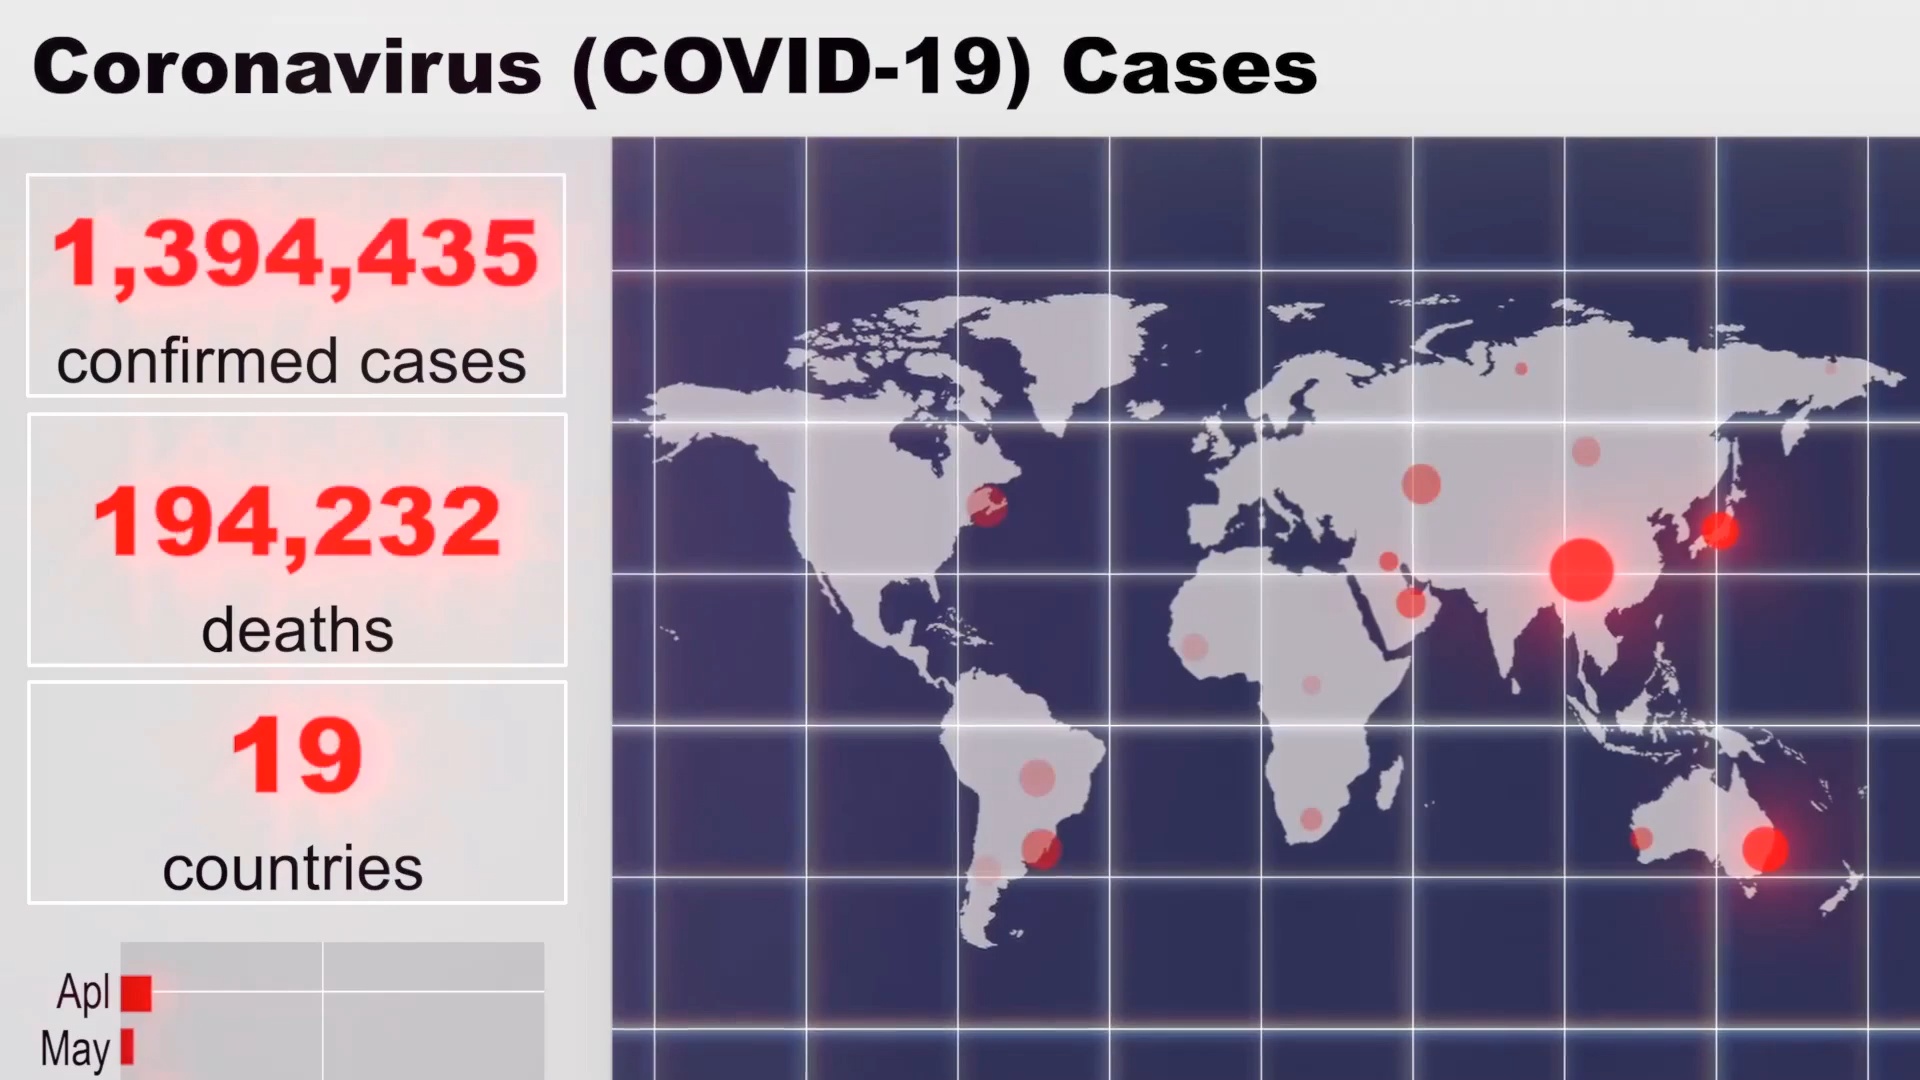 Coronavirus (COVID-19) Cases
1,394,435
confirmed cases
194,232
deaths
19
countries
Apl
May